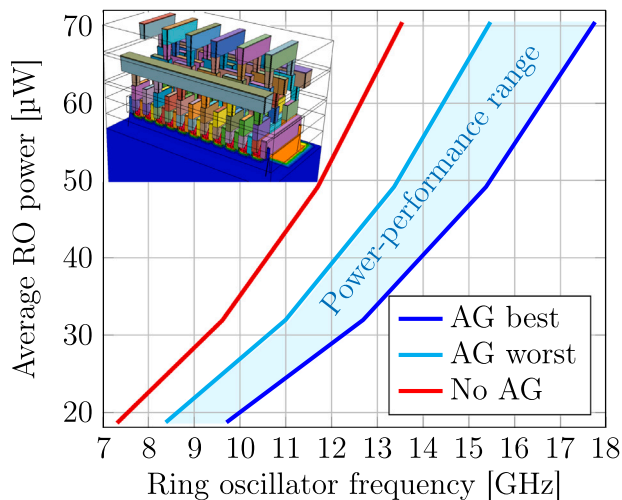 70
60
50
40
30
20
Average RO power [µW]
Power-performance range
AG best
AG worst
No AG
7 8 9 10 11 12 13 14 15 16 17 18
Ring oscillator frequency [GHz]